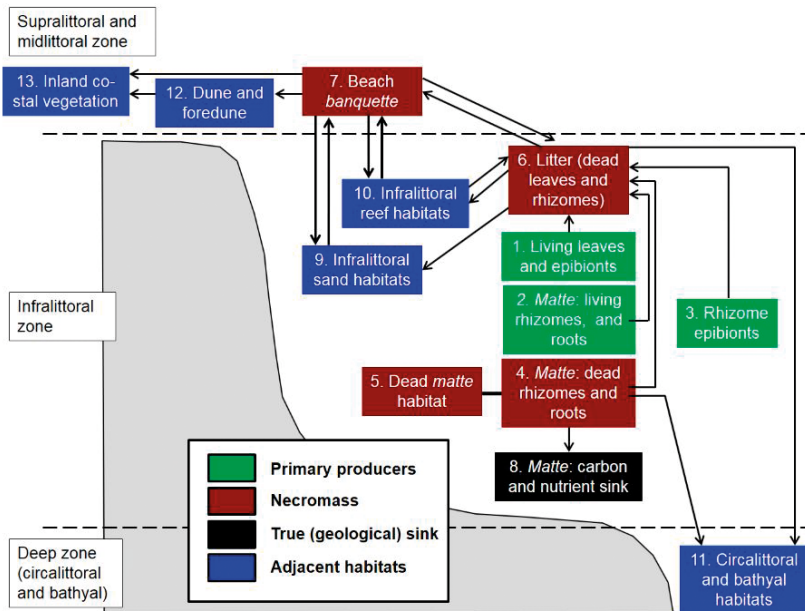 Supralittoral and
midlittoral zone
13. Inland co-
stal vegetation
12. Dune and
foredune
7. Beach
banquette
6. Litter (dead
leaves and
rhizomes)
10. Infralittoral
reef habitats
9. Infralittoral
sand habitats
1. Living leaves
and epibionts
Infralittoral
zone
2. Matte: living
rhizomes, and
roots
3. Rhizome
epibionts
5. Dead matte
habitat
4. Matte: dead
rhizomes and
roots
8. Matte: carbon
and nutrient sink
Primary producers
Necromass
True (geological) sink
Adjacent habitats
Deep zone
(circalittoral
and bathyal)
11. Circalittoral
and bathyal
habitats